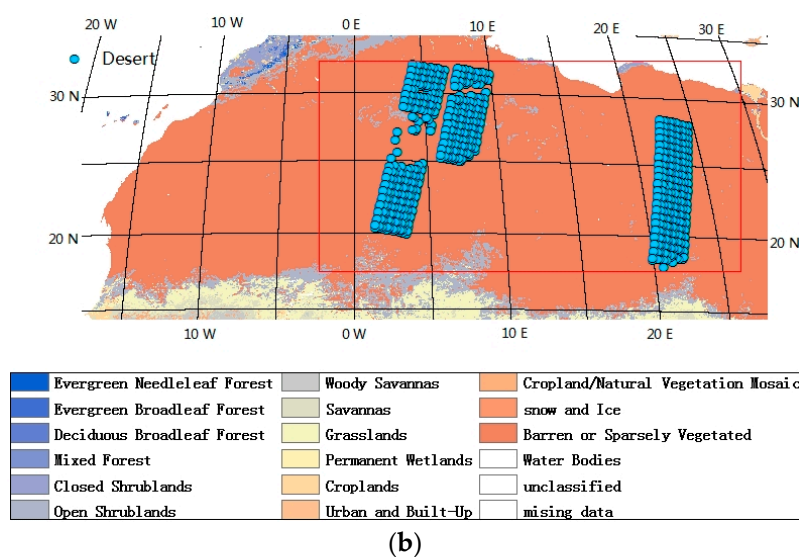 20 W 10 W 0 E 10 E 20 E 30 E
Desert
30 N 30 N
20 N 20 N
10 W 0 W 10 E 20 E
Evergreen Needleleaf Forest Woody Savannas Cropland/Natural Vegetation Mosaic
Evergreen Broadleaf Forest Savannas snow and Ice
Deciduous Broadleaf Forest Grasslands Barren or Sparsely Vegetated
Mixed Forest Permanent Wetlands Water Bodies
Closed Shrublands Croplands unclassified
Open Shrublands Urban and Built-Up mising data
(b)